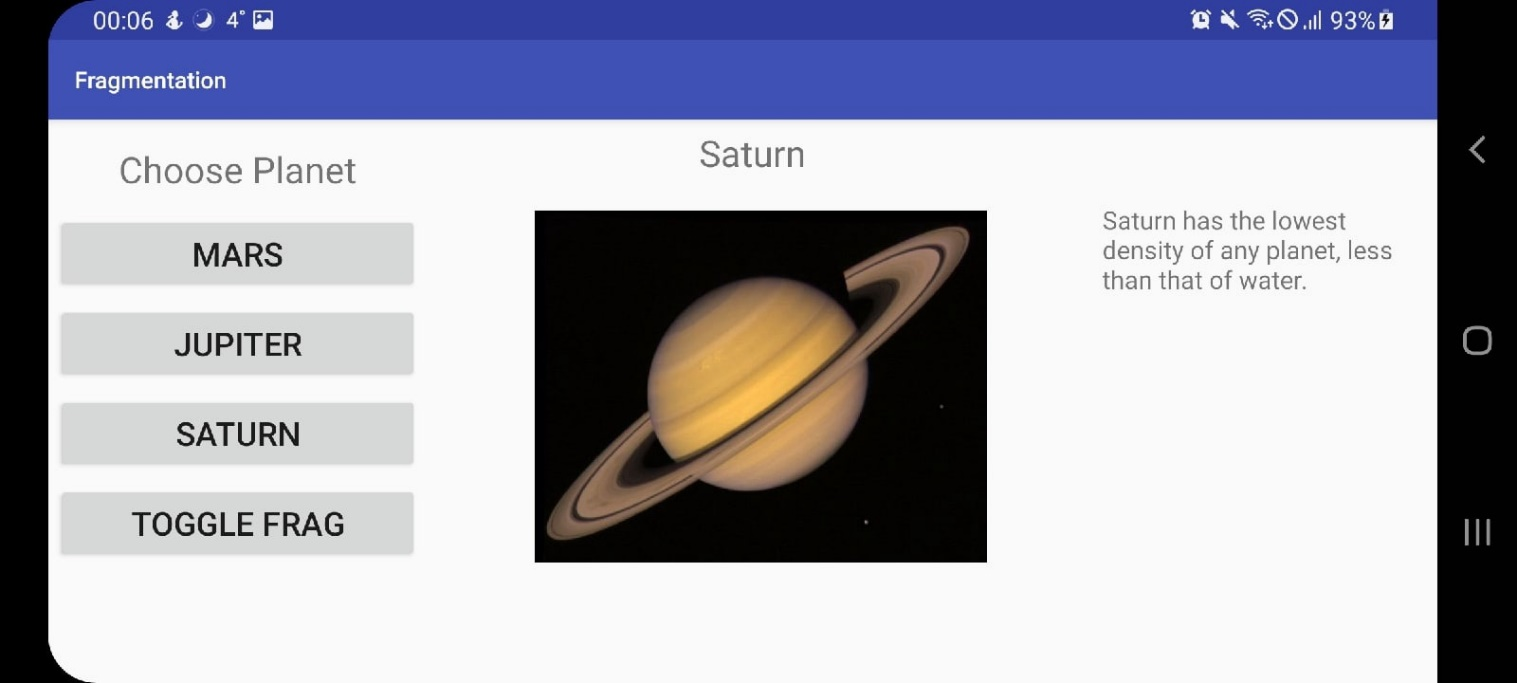 00:06 4° 93%
Fragmentation
Choose Planet
MARS
JUPITER
SATURN
TOGGLE FRAG
Saturn
Saturn has the lowest
density of any planet, less
than that of water.